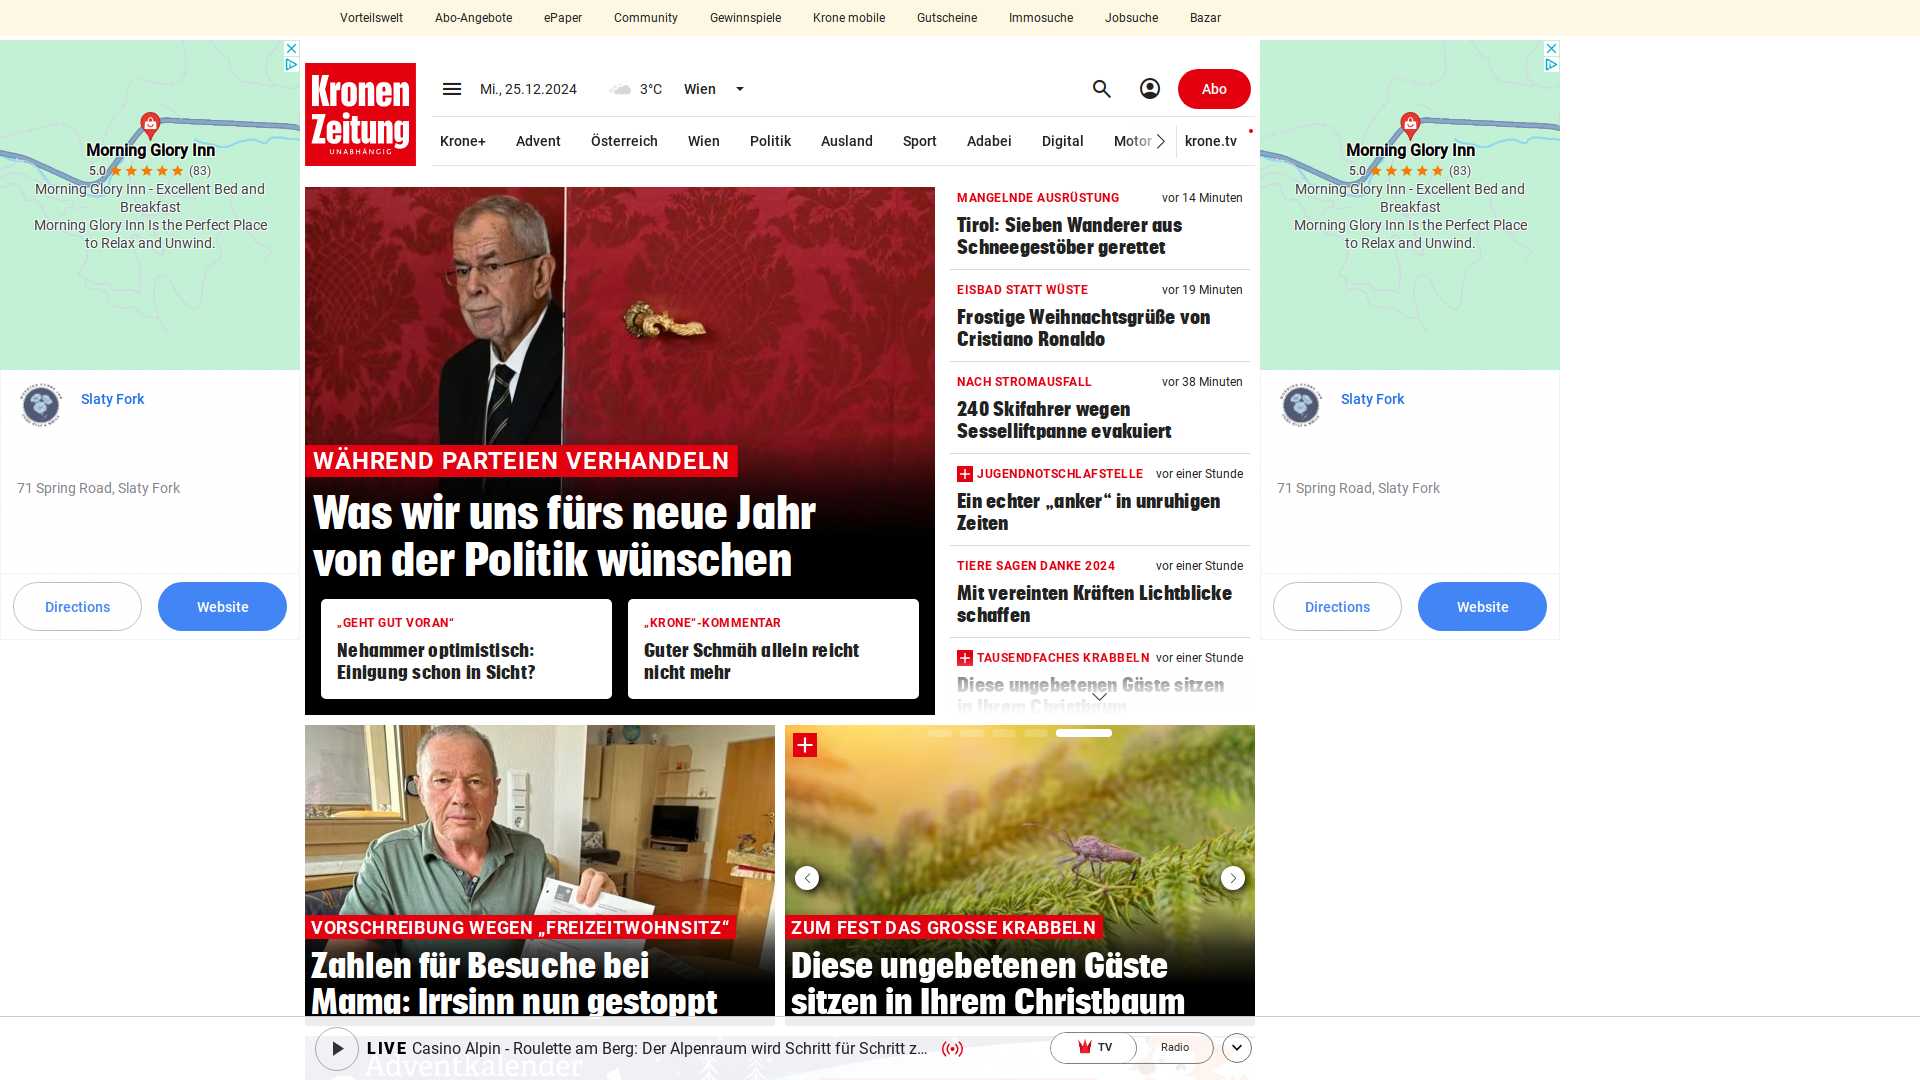 Vorteilswelt Abo-Angebote ePaper Community Gewinnspiele Krone mobile Gutscheine Immosuche Jobsuche Bazar
Morning Glory Inn
5.0 (83)
Morning Glory Inn - Excellent Bed and
Breakfast
Morning Glory Inn Is the Perfect Place
to Relax and Unwind.
Slaty Fork
71 Spring Road, Slaty Fork
Directions Website
Kronen
Zeitung
UNABHÄNGIG
Mi., 25.12.2024 3°C Wien
Abo
Krone+ Advent Österreich Wien Politik Ausland Sport Adabei Digital Motor krone.tv
WÄHREND PARTEIEN VERHANDELN
Was wir uns fürs neue Jahr
von der Politik wünschen
„GEHT GUT VORAN“
Nehammer optimistisch:
Einigung schon in Sicht?
„KRONE“-KOMMENTAR
Guter Schmäh allein reicht
nicht mehr
MANGELNDE AUSRÜSTUNG vor 14 Minuten
Tirol: Sieben Wanderer aus
Schneegestöber gerettet
EISBAD STATT WÜSTE vor 19 Minuten
Frostige Weihnachtsgrüße von
Cristiano Ronaldo
NACH STROMAUSFALL vor 38 Minuten
240 Skifahrer wegen
Sesselliftpanne evakuiert
JUGENDNOTSCHLAFSTELLE vor einer Stunde
Ein echter „anker“ in unruhigen
Zeiten
TIERE SAGEN DANKE 2024 vor einer Stunde
Mit vereinten Kräften Lichtblicke
schaffen
TAUSENDFACHES KRABBELN vor einer Stunde
Diese ungebetenen Gäste sitzen
in Ihrem Christbaum
Morning Glory Inn
5.0 (83)
Morning Glory Inn - Excellent Bed and
Breakfast
Morning Glory Inn Is the Perfect Place
to Relax and Unwind.
Slaty Fork
71 Spring Road, Slaty Fork
Directions Website
VORSCHREIBUNG WEGEN „FREIZEITWOHNSITZ“
Zahlen für Besuche bei
Mama: Irrsinn nun gestoppt
ZUM FEST DAS GROSSE KRABBELN
Diese ungebetenen Gäste
sitzen in Ihrem Christbaum
LIVE Casino Alpin - Roulette am Berg: Der Alpenraum wird Schritt für Schritt z...
TV Radio
Adventkalender